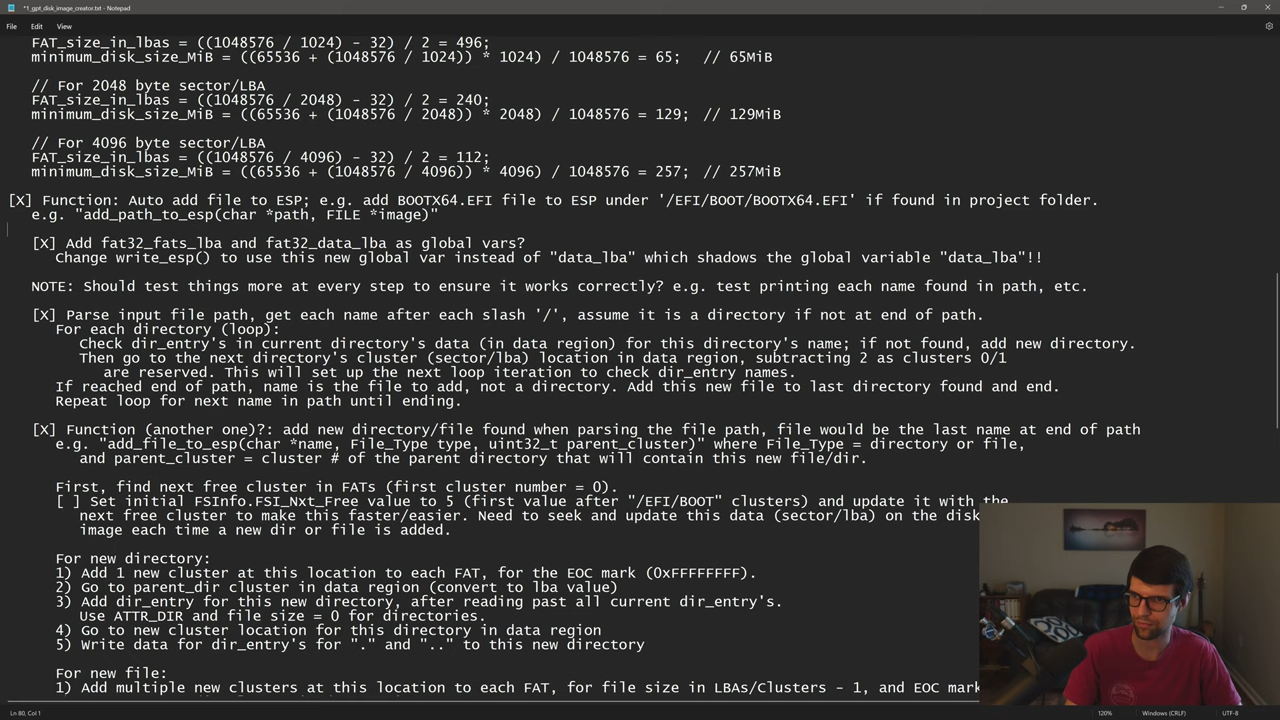 *1_gpt_disk_image_creator.txt - Notepad
File Edit View
FAT_size_in_lbas = ((1048576 / 1024) - 32) / 2 = 496;
minimum_disk_size_MiB = ((65536 + (1048576 / 1024)) * 1024) / 1048576 = 65;   // 65MiB
// For 2048 byte sector/LBA
FAT_size_in_lbas = ((1048576 / 2048) - 32) / 2 = 240;
minimum_disk_size_MiB = ((65536 + (1048576 / 2048)) * 2048) / 1048576 = 129;  // 129MiB
// For 4096 byte sector/LBA
FAT_size_in_lbas = ((1048576 / 4096) - 32) / 2 = 112;
minimum_disk_size_MiB = ((65536 + (1048576 / 4096)) * 4096) / 1048576 = 257;  // 257MiB
[X] Function: Auto add file to ESP; e.g. add BOOTX64.EFI file to ESP under '/EFI/BOOT/BOOTX64.EFI' if found in project folder.
e.g. "add_path_to_esp(char *path, FILE *image)"
[X] Add fat32_fats_lba and fat32_data_lba as global vars?
Change write_esp() to use this new global var instead of "data_lba" which shadows the global variable "data_lba"!!
NOTE: Should test things more at every step to ensure it works correctly? e.g. test printing each name found in path, etc.
[X] Parse input file path, get each name after each slash '/', assume it is a directory if not at end of path.
For each directory (loop):
Check dir_entry's in current directory's data (in data region) for this directory's name; if not found, add new directory.
Then go to the next directory's cluster (sector/lba) location in data region, subtracting 2 as clusters 0/1
are reserved. This will set up the next loop iteration to check dir_entry names.
If reached end of path, name is the file to add, not a directory. Add this new file to last directory found and end.
Repeat loop for next name in path until ending.
[X] Function (another one)?: add new directory/file found when parsing the file path, file would be the last name at end of path
e.g. "add_file_to_esp(char *name, File_Type type, uint32_t parent_cluster)" where File_Type = directory or file,
and parent_cluster = cluster # of the parent directory that will contain this new file/dir.
First, find next free cluster in FATs (first cluster number = 0).
[ ] Set initial FSInfo.FSI_Nxt_Free value to 5 (first value after "/EFI/BOOT" clusters) and update it with the
next free cluster to make this faster/easier. Need to seek and update this data (sector/lba) on the disk
image each time a new dir or file is added.
For new directory:
1) Add 1 new cluster at this location to each FAT, for the EOC mark (0xFFFFFFFF).
2) Go to parent_dir cluster in data region (convert to lba value)
3) Add dir_entry for this new directory, after reading past all current dir_entry's.
Use ATTR_DIR and file size = 0 for directories.
4) Go to new cluster location for this directory in data region
5) Write data for dir_entry's for "." and ".." to this new directory
For new file:
1) Add multiple new clusters at this location to each FAT, for file size in LBAs/Clusters - 1, and EOC mark
Ln 80, Col 1
120%
Windows (CRLF)
UTF-8